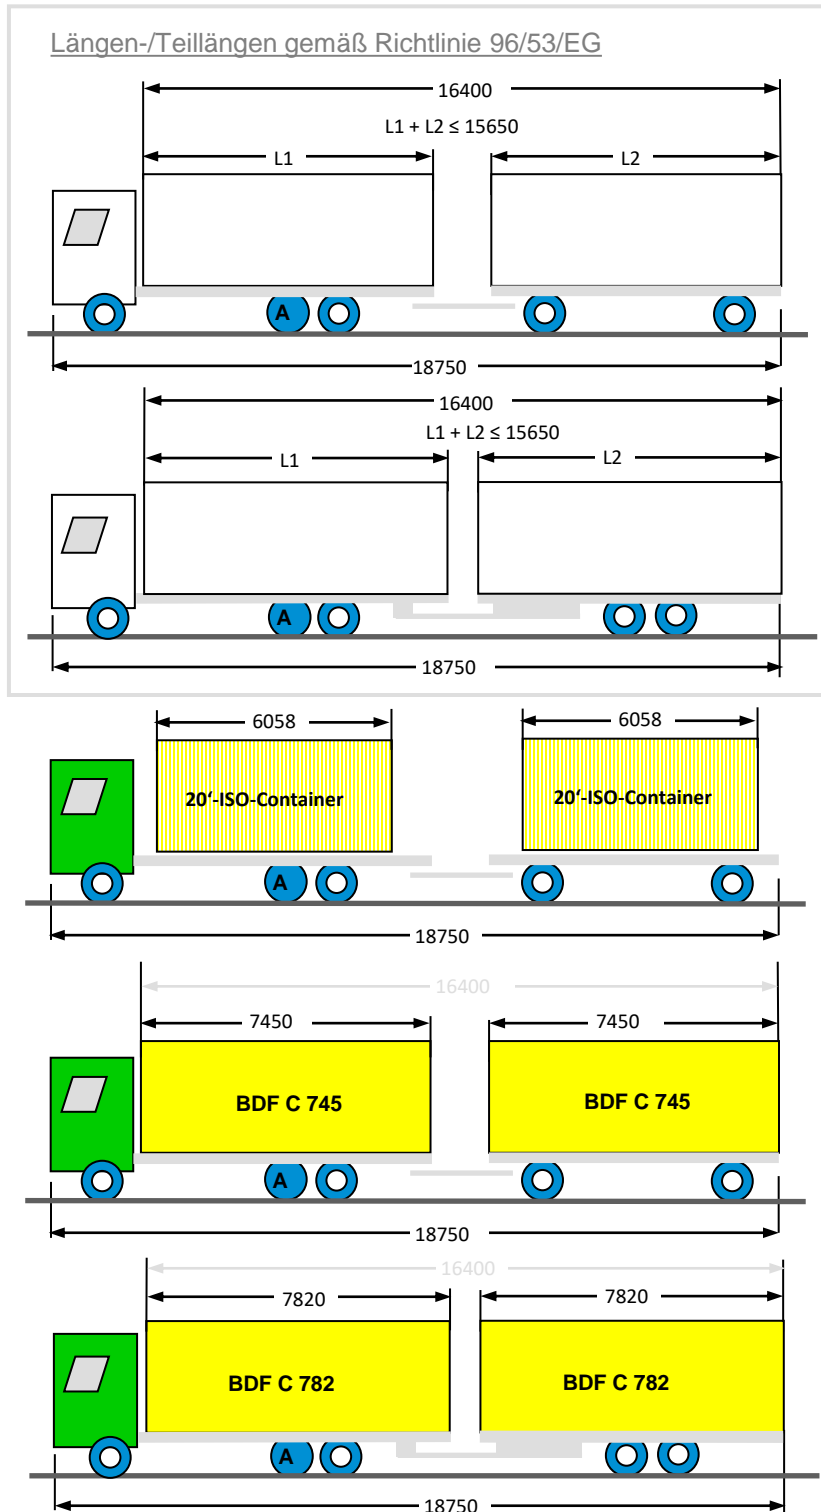 Längen-/Teillängen gemäß Richtlinie 96/53/EG
16400
L1 + L2 ≤ 15650
L1
L2
A
18750
16400
L1 + L2 ≤ 15650
L1
L2
A
18750
6058
6058
20‘-ISO-Container
20‘-ISO-Container
A
18750
16400
7450
7450
BDF C 745
BDF C 745
A
18750
16400
7820
7820
BDF C 782
BDF C 782
A
18750